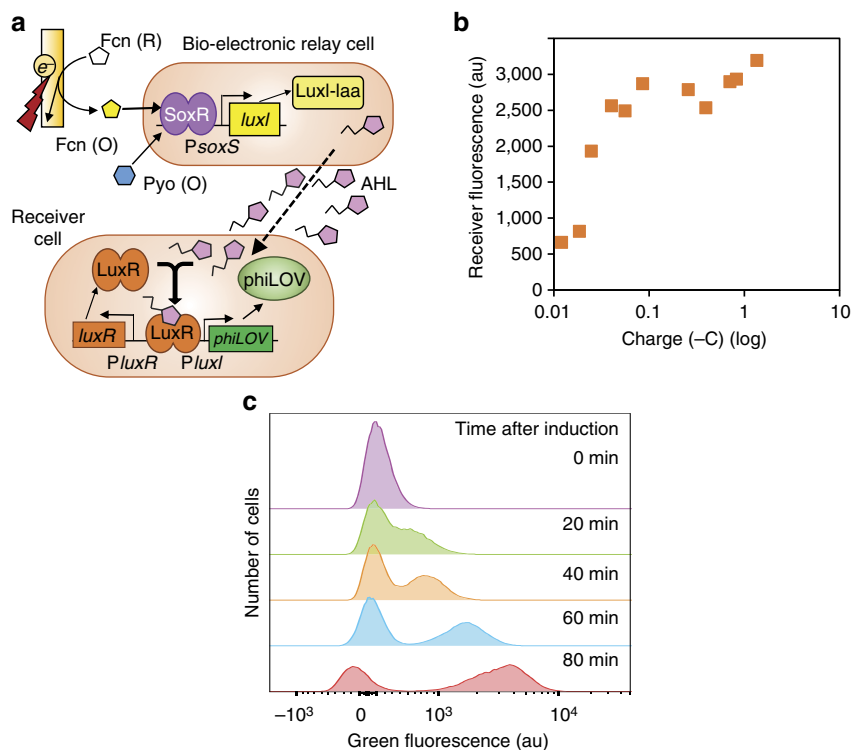 a
Fcn (R)
Bio-electronic relay cell
e–
SoxR
luxI
LuxI-laa
Fcn (O)
PsoxS
Pyo (O)
AHL
Receiver
cell
LuxR
phiLOV
luxR
LuxR
phiLOV
PluxR
PluxI
b
Receiver fluorescence (au)
3,000
2,500
2,000
1,500
1,000
500
0
0.01
0.1
1
10
Charge (–C) (log)
c
Number of cells
Time after induction
0 min
20 min
40 min
60 min
80 min
–10³
0
10³
10⁴
Green fluorescence (au)